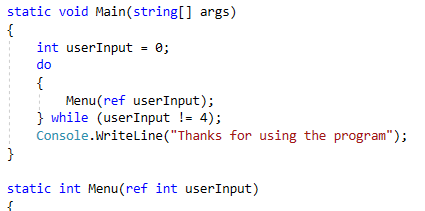 static void Main(string[] args)
{
int userInput = 0;
do
{
Menu(ref userInput);
} while (userInput != 4);
Console.WriteLine("Thanks for using the program");
}
static int Menu(ref int userInput)
{